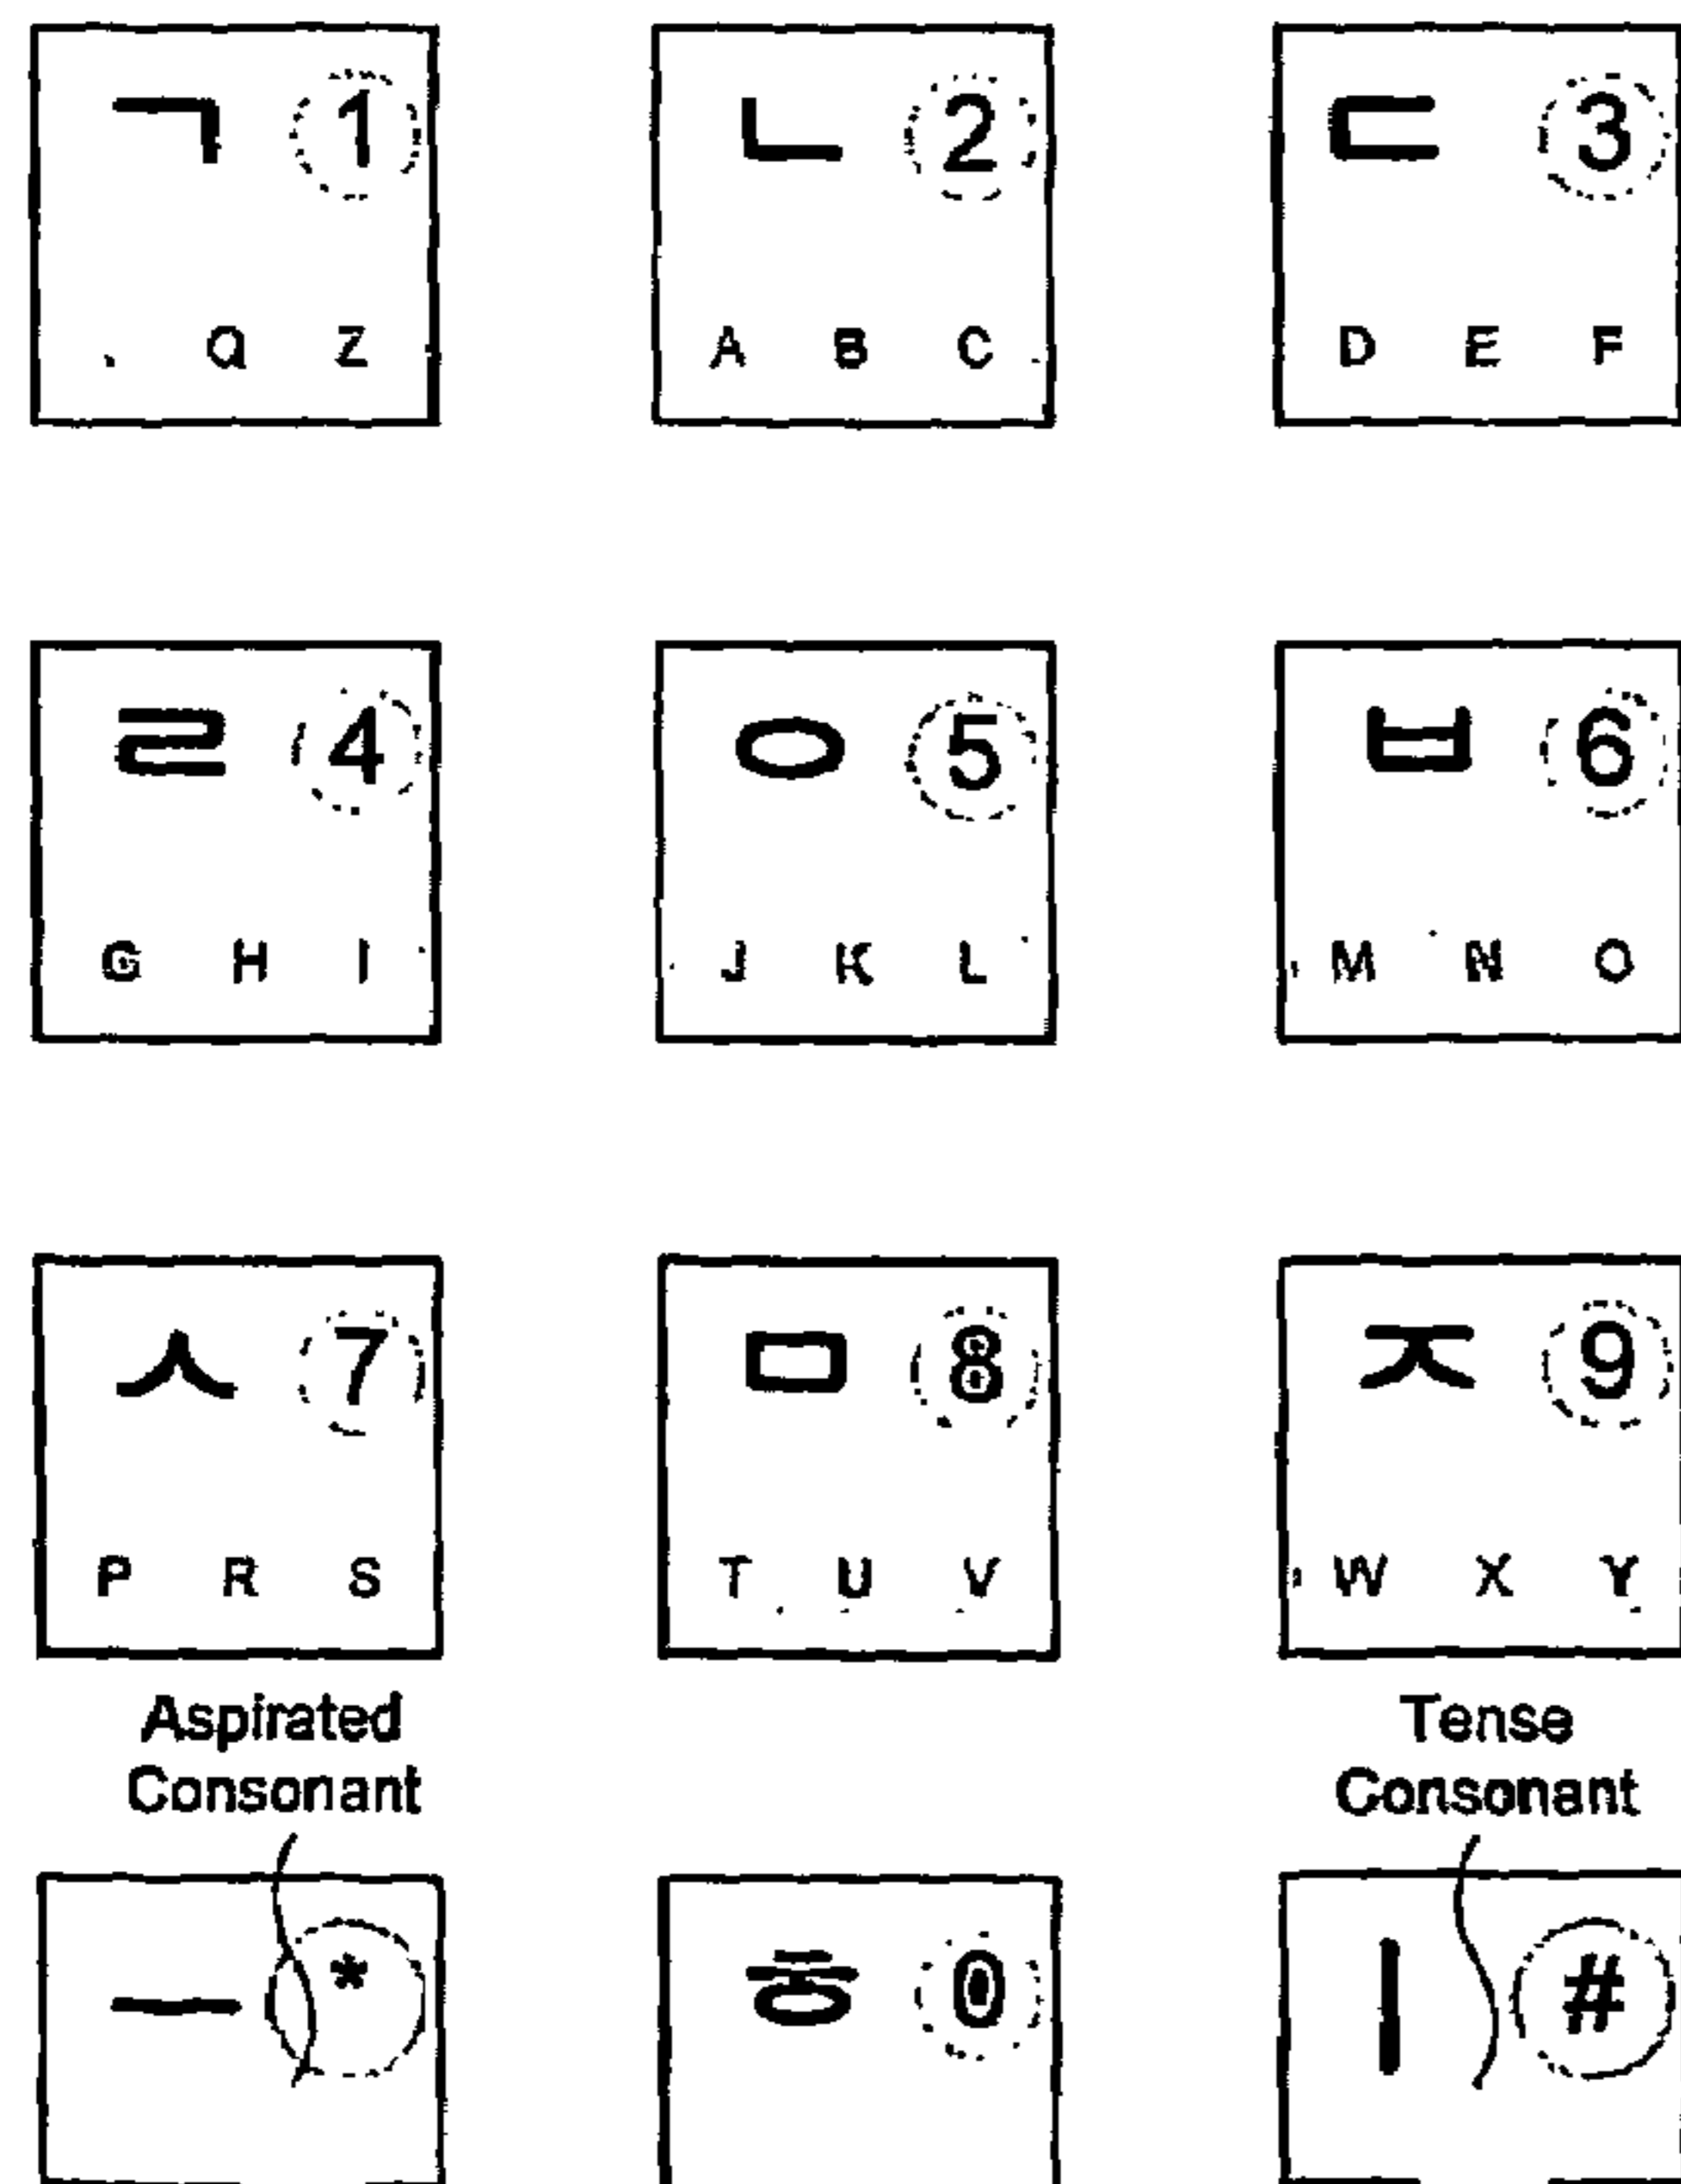 ㄱ 1 ㄴ 2 ㄷ 3
Q Z A B C D E F
ㄹ 4 ㅇ 5 ㅂ 6
G H I J K L M N O
ㅅ 7 ㅁ 8 ㅈ 9
P R S T U V W X Y
Aspirated Tense
Consonant Consonant
ㅡ * ㅎ 0 ㅣ #